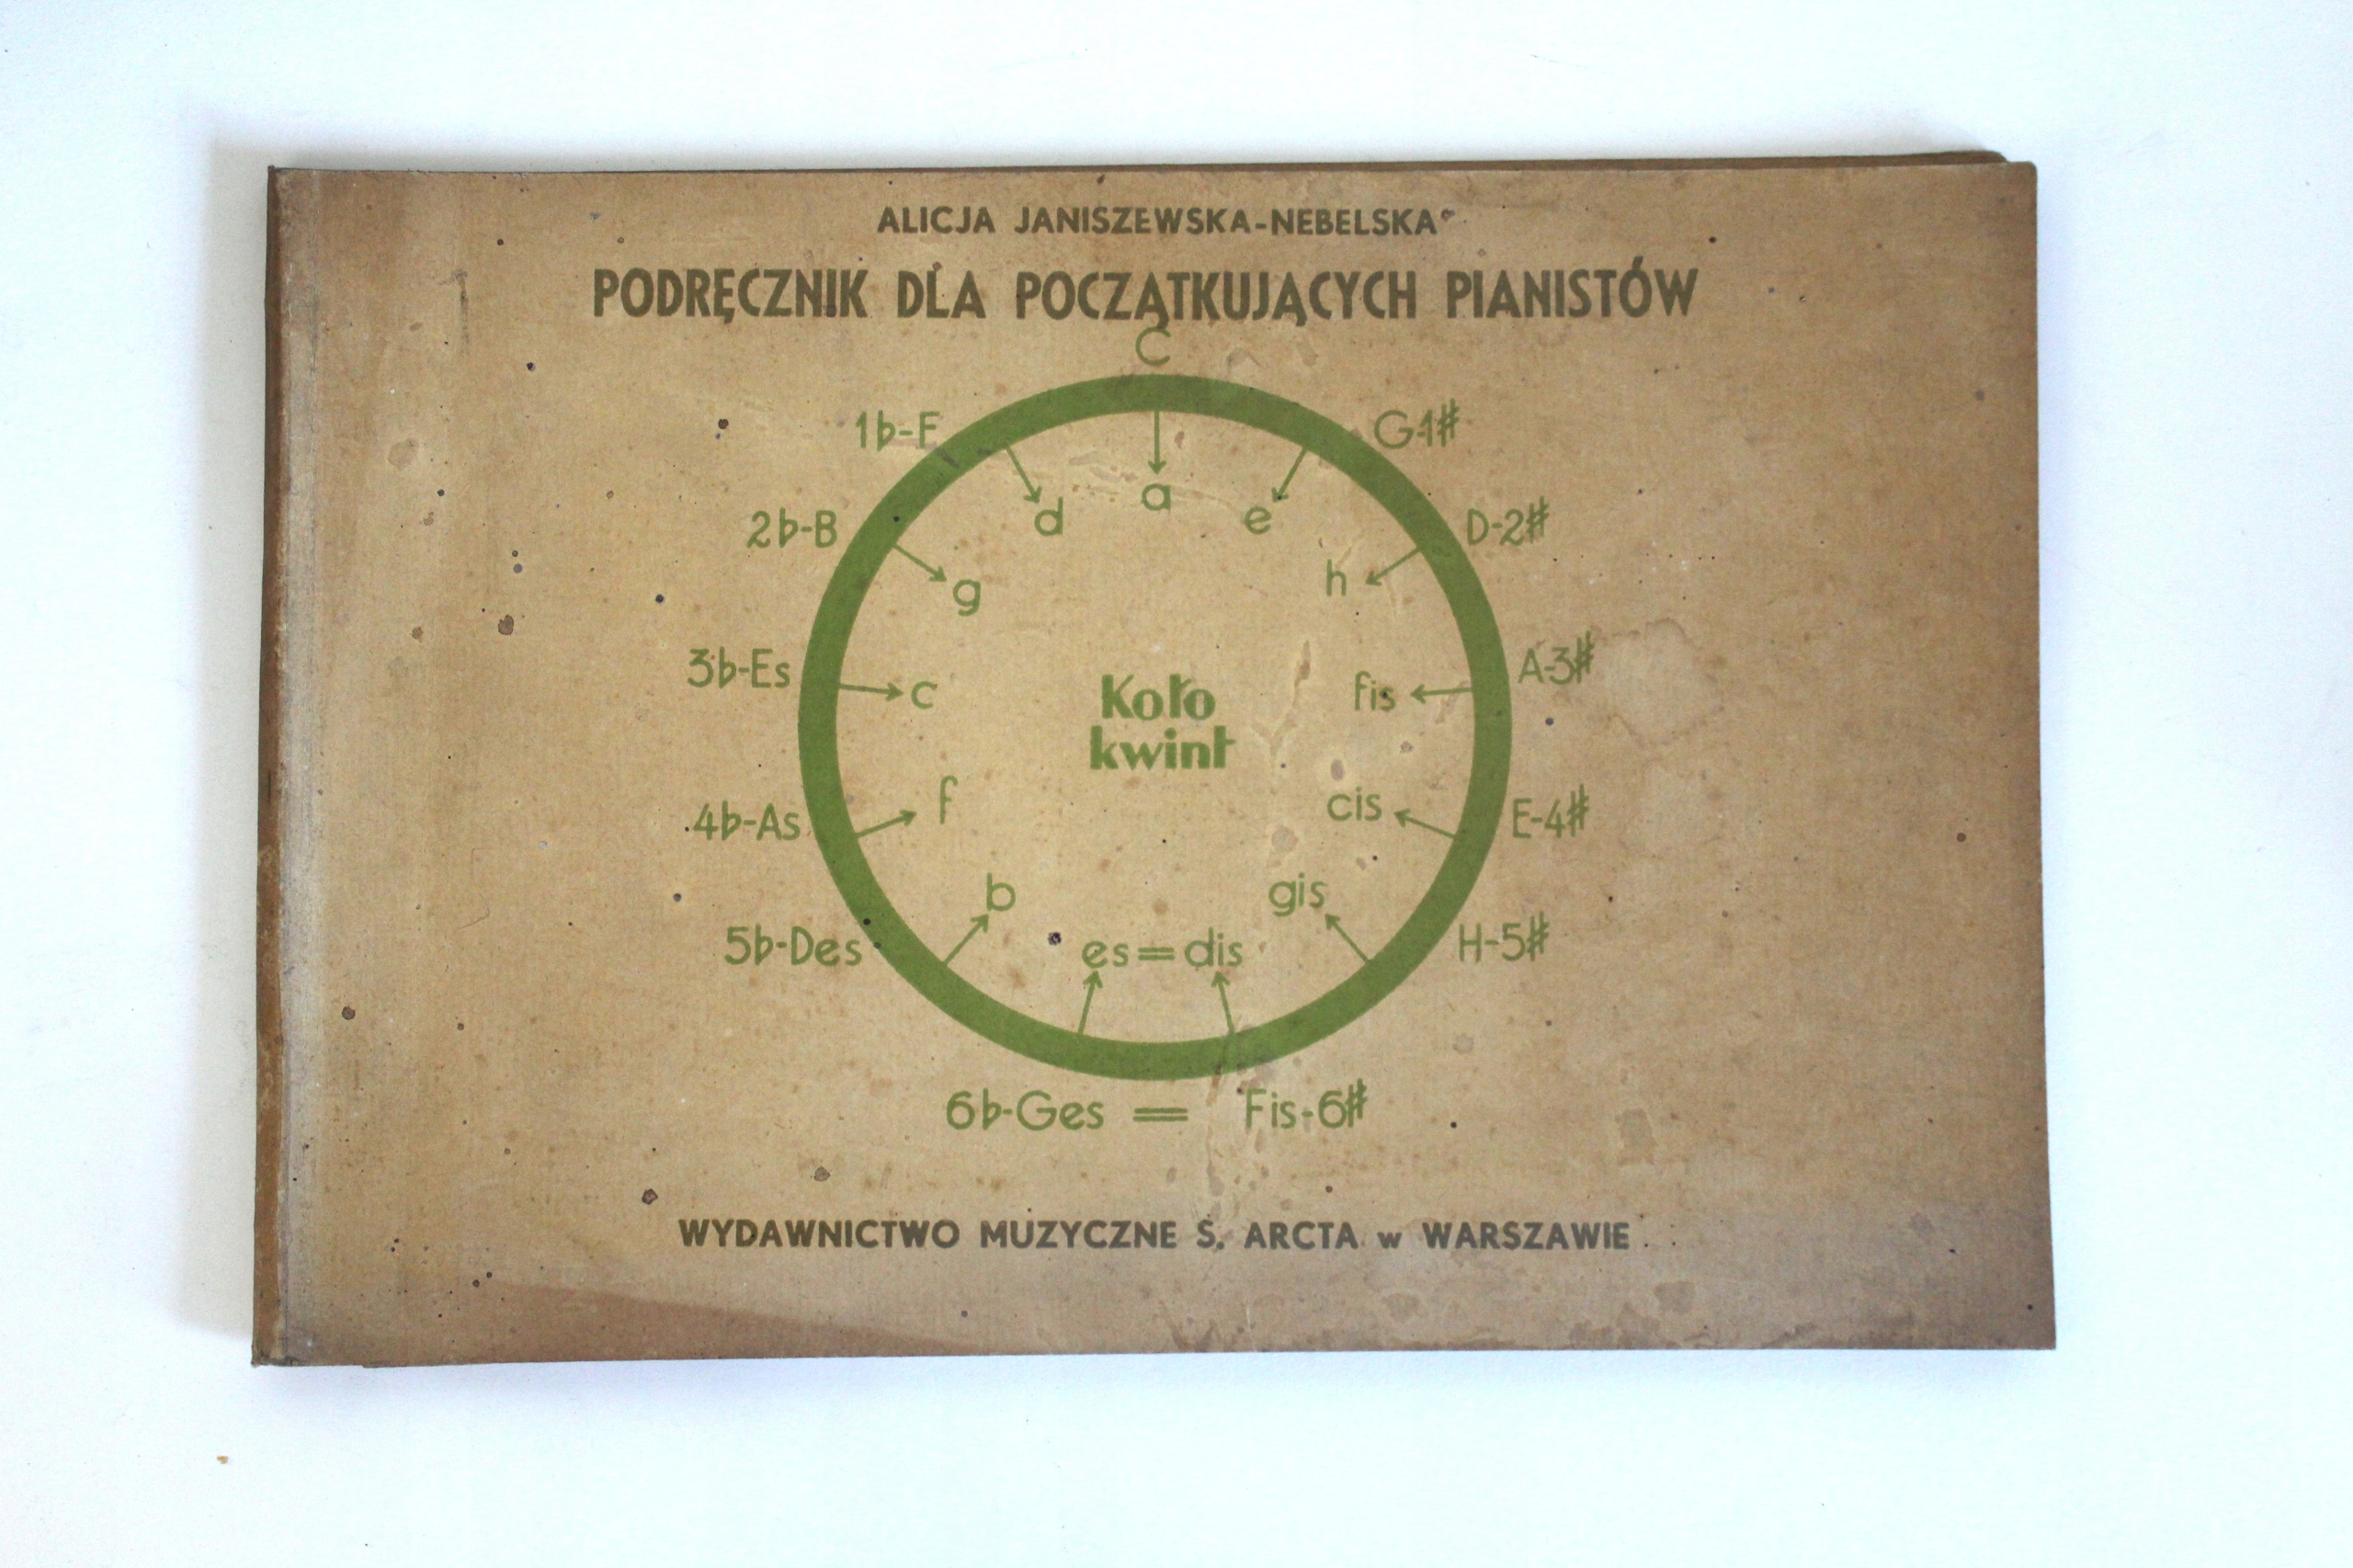 ALICJA JANISZEWSKA-NEBELSKA
PODRĘCZNIK DLA POCZĄTKUJĄCYCH PIANISTÓW
C
1♭-F G-1#
d a e
2♭-B D-2#
g h
3♭-Es A-3#
c fis
Koło
kwint
4♭-As E-4#
f cis
b gis
5♭-Des H-5#
es=dis
6♭-Ges = Fis-6#
WYDAWNICTWO MUZYCZNE S. ARCTA w WARSZAWIE